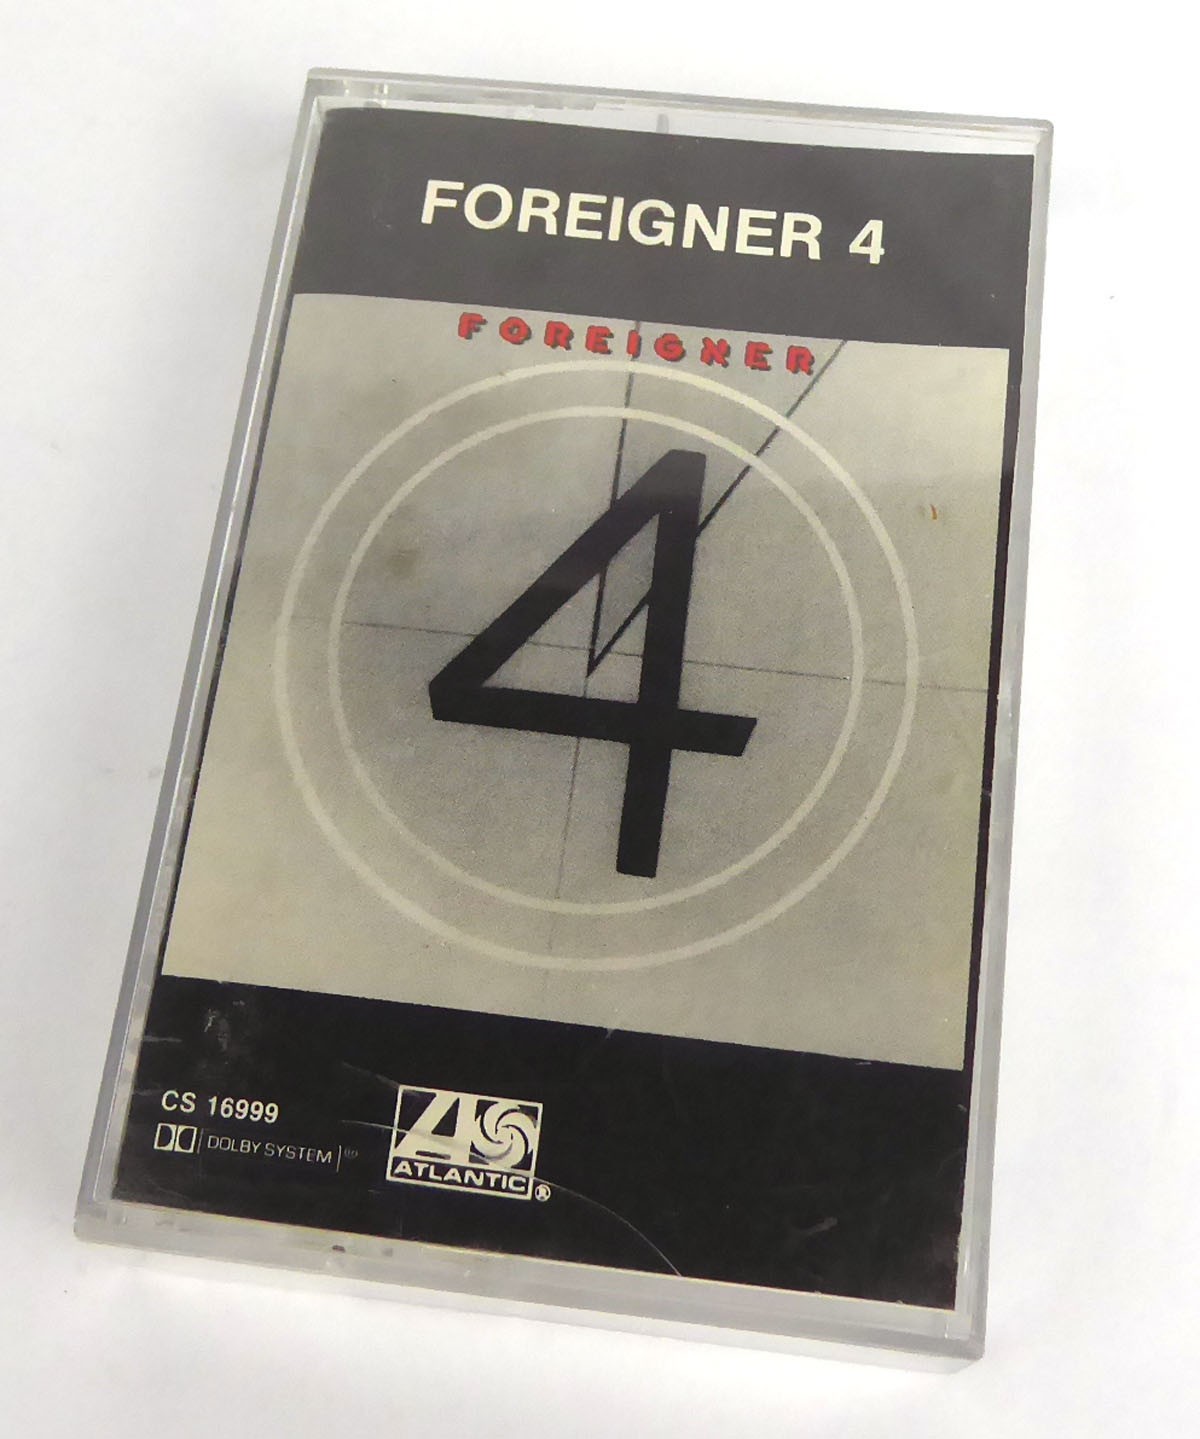 FOREIGNER 4
FOREIGNER
4
CS 16999
DOLBY SYSTEM
ATLANTIC
®